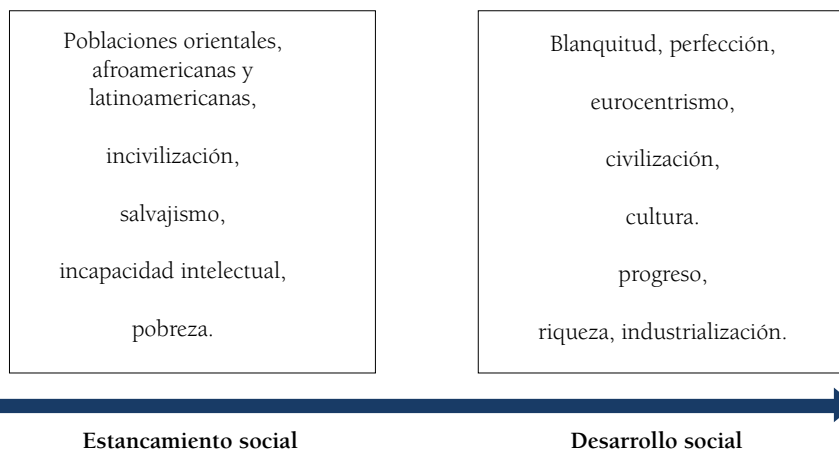 Poblaciones orientales,
afroamericanas y
latinoamericanas,
incivilización,
salvajismo,
incapacidad intelectual,
pobreza.
Blanquitud, perfección,
eurocentrismo,
civilización,
cultura.
progreso,
riqueza, industrialización.
Estancamiento social
Desarrollo social